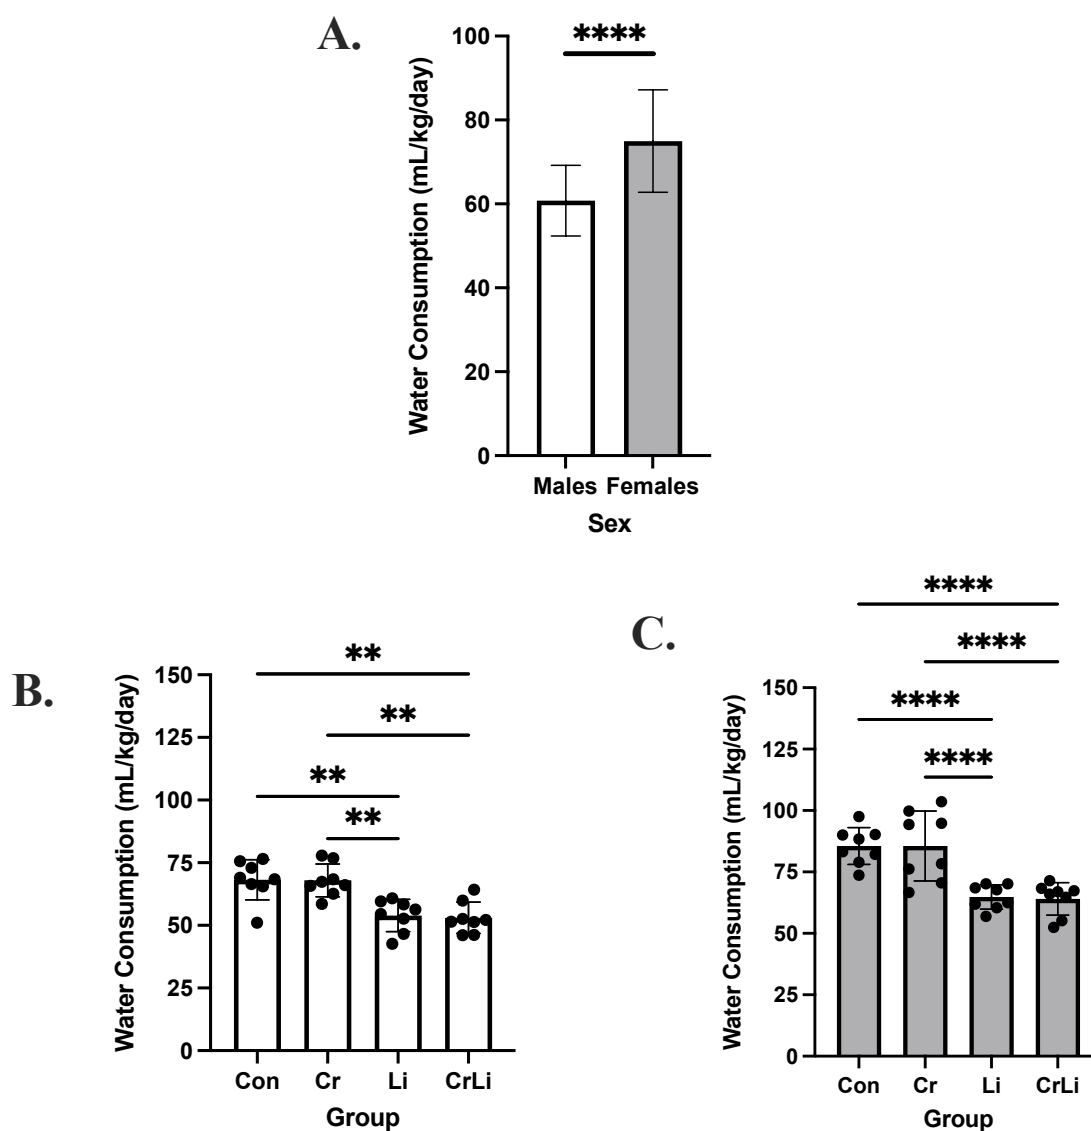 A.
****
100
80
60
40
20
0
Water Consumption (mL/kg/day)
Males Females
Sex
B.
**
**
**
**
150
125
100
75
50
25
0
Water Consumption (mL/kg/day)
Con Cr Li CrLi
Group
C.
****
****
****
****
150
125
100
75
50
25
0
Water Consumption (mL/kg/day)
Con Cr Li CrLi
Group